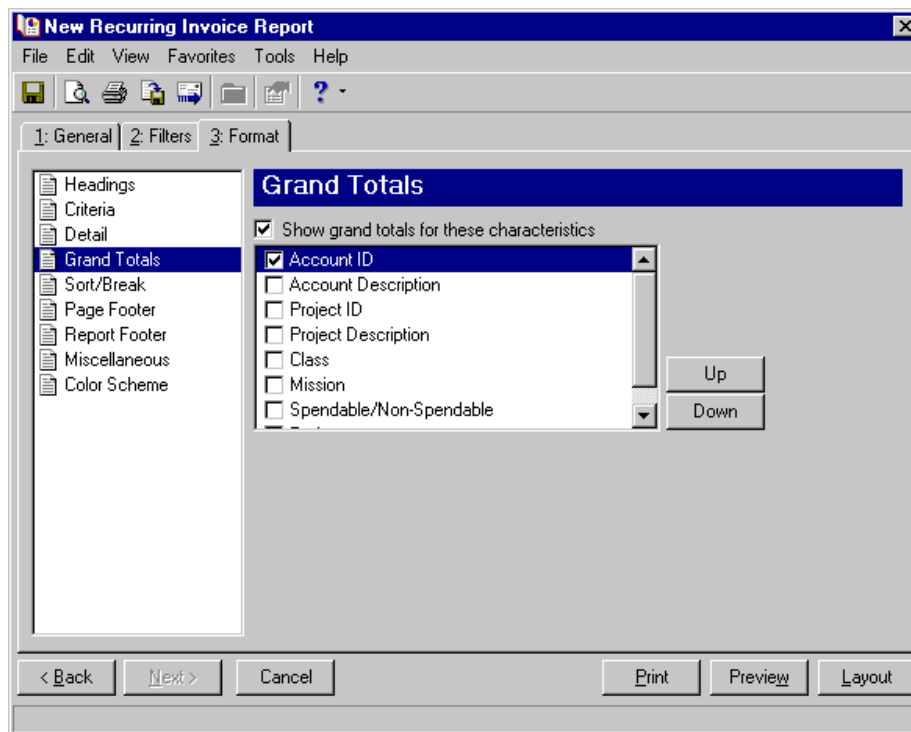 New Recurring Invoice Report
File Edit View Favorites Tools Help
1: General 2: Filters 3: Format
Headings
Criteria
Detail
Grand Totals
Sort/Break
Page Footer
Report Footer
Miscellaneous
Color Scheme
Grand Totals
Show grand totals for these characteristics
Account ID
Account Description
Project ID
Project Description
Class
Mission
Spendable/Non-Spendable
Up
Down
< Back Next > Cancel Print Preview Layout